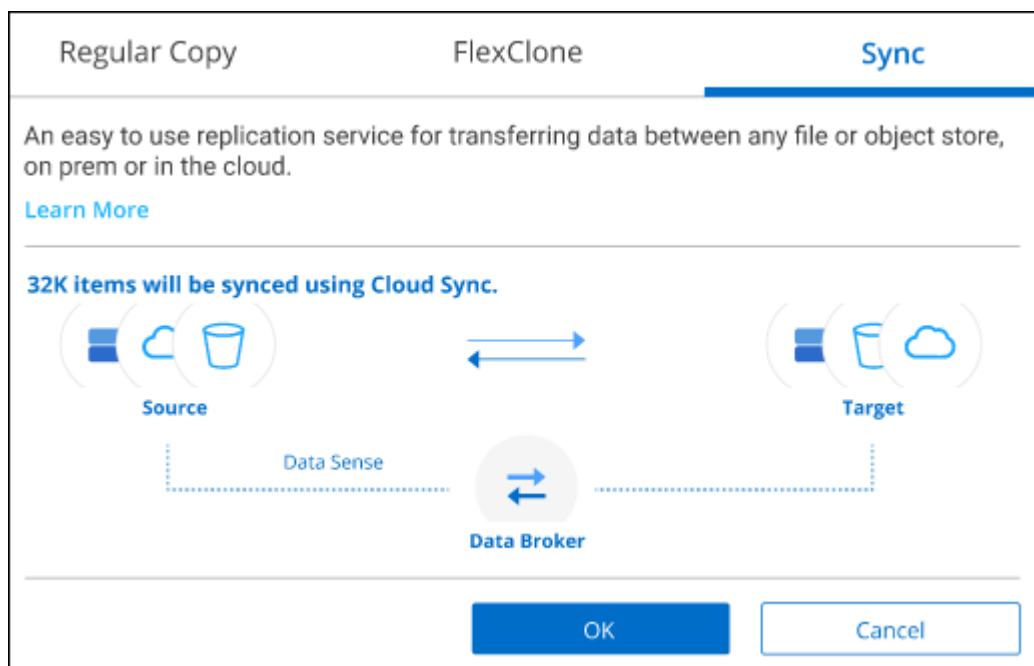 Regular Copy
FlexClone
Sync
An easy to use replication service for transferring data between any file or object store,
on prem or in the cloud.
Learn More
32K items will be synced using Cloud Sync.
Source
Target
Data Sense
Data Broker
OK
Cancel